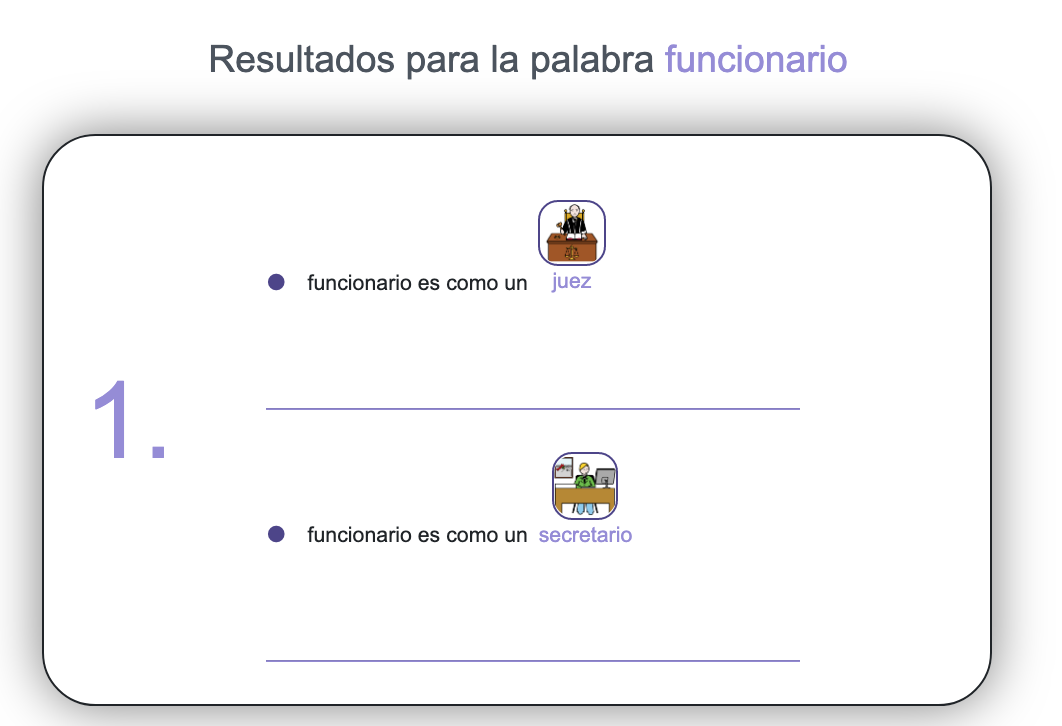 Resultados para la palabra funcionario
1.
● funcionario es como un juez
● funcionario es como un secretario